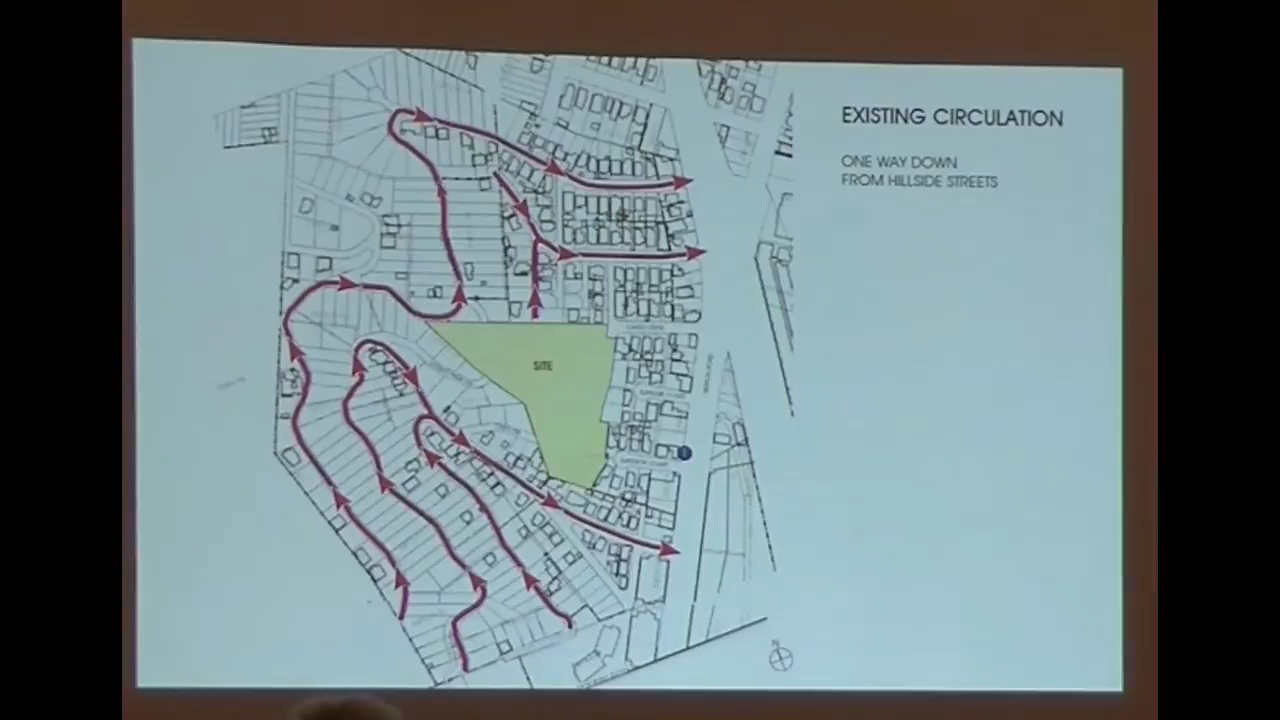 EXISTING CIRCULATION
ONE WAY DOWN
FROM HILLSIDE STREETS
SITE
N